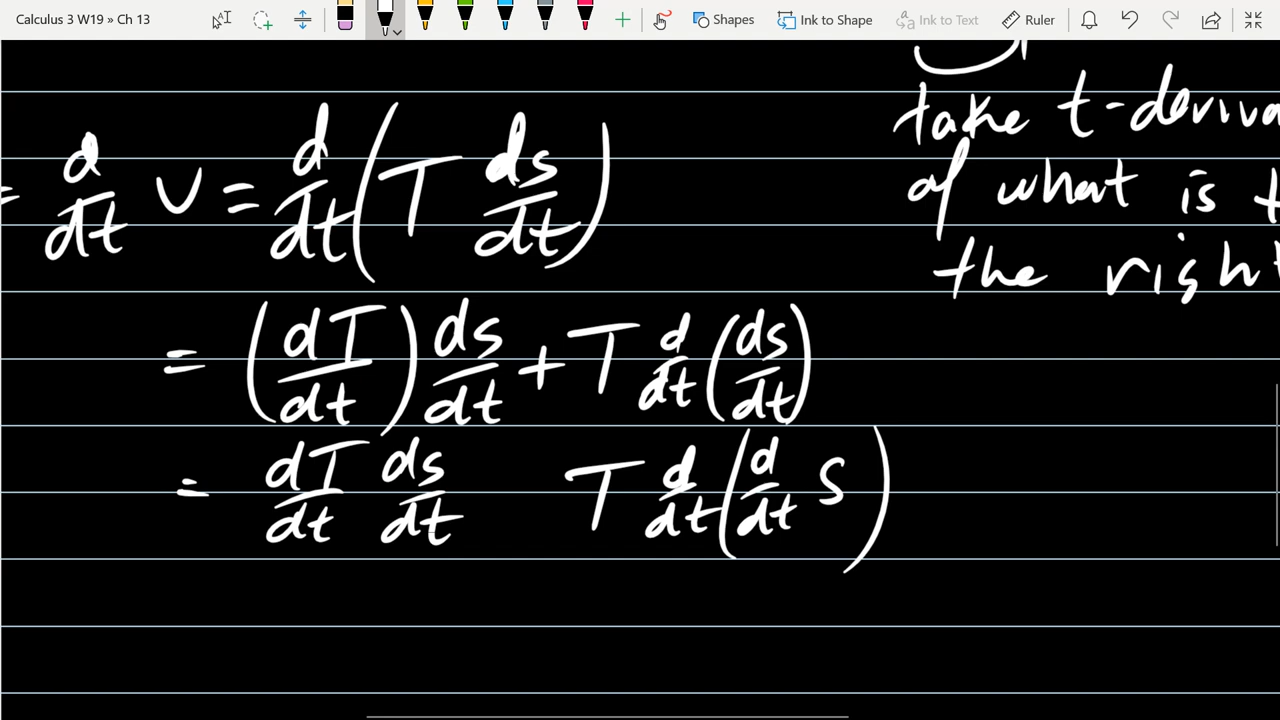 Calculus 3 W19 » Ch 13
Shapes
Ink to Shape
Ink to Text
Ruler
take t-deriva
of what is t
the right
= d/dt v = d/dt (T ds/dt)
= (dT/dt) ds/dt + T d/dt (ds/dt)
= dT/dt ds/dt T d/dt (d/dt s)